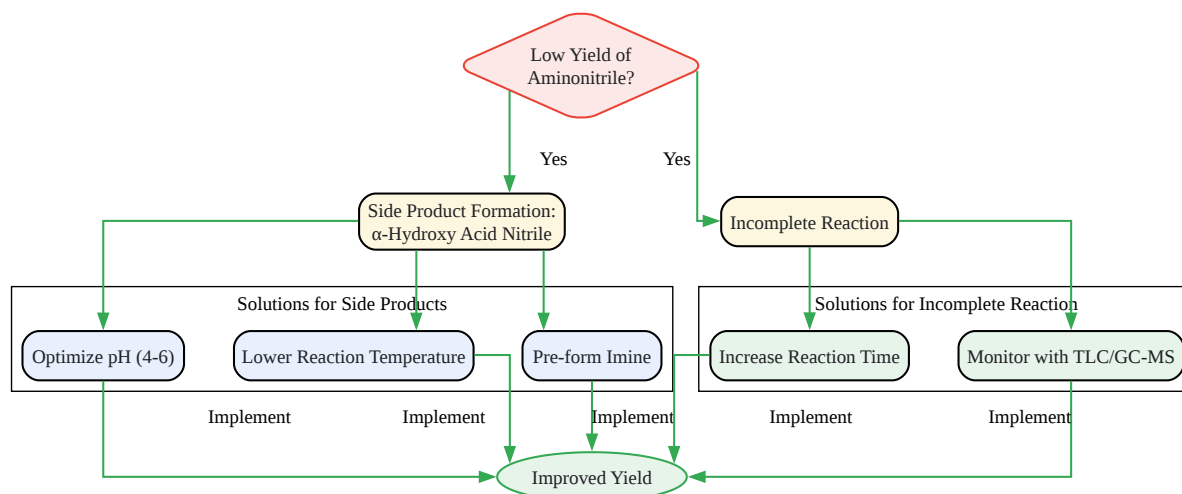 Low Yield of
Aminonitrile?
Yes
Yes
Side Product Formation:
α-Hydroxy Acid Nitrile
Incomplete Reaction
Solutions for Side Products
Solutions for Incomplete Reaction
Optimize pH (4-6)
Lower Reaction Temperature
Pre-form Imine
Increase Reaction Time
Monitor with TLC/GC-MS
Implement
Implement
Implement
Implement
Implement
Improved Yield